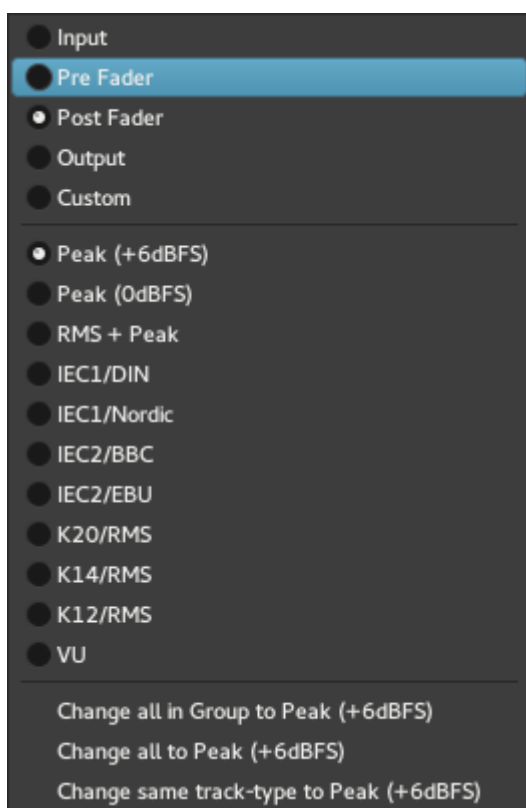 Input
Pre Fader
Post Fader
Output
Custom
Peak (+6dBFS)
Peak (0dBFS)
RMS + Peak
IEC1/DIN
IEC1/Nordic
IEC2/BBC
IEC2/EBU
K20/RMS
K14/RMS
K12/RMS
VU
Change all in Group to Peak (+6dBFS)
Change all to Peak (+6dBFS)
Change same track-type to Peak (+6dBFS)